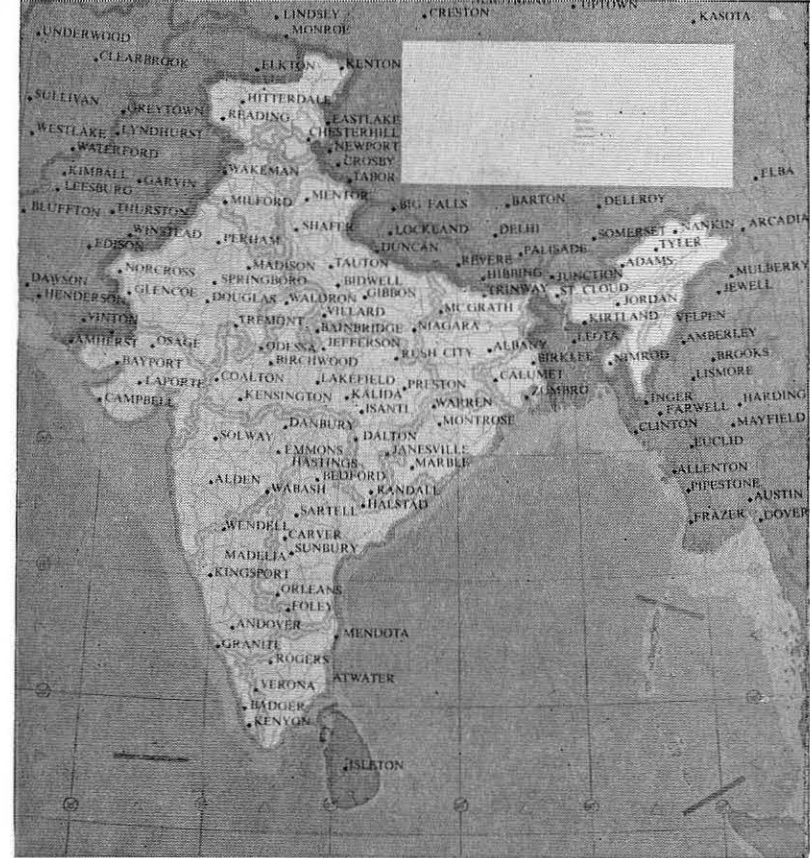 UPTOWN
LINDSEY
CRESTON
KASOTA
MONROE
UNDERWOOD
CLEARBROOK
ELKTON
KENTON
SULLIVAN
HITTERDALE
GREYTOWN
READING
EASTLAKE
WESTLAKE
LYNDHURST
CHESTERHILL
NEWPORT
WATERFORD
CROSBY
KIMBALL
GARVIN
WAKEMAN
TABOR
ELBA
LEESBURG
MILFORD
MENTOR
BIG FALLS
BARTON
DELLROY
BLUFFTON
THURSTON
WINSTEAD
SHAFER
LOCKLAND
DELHI
SOMERSET
NANKIN
ARCADIA
EDISON
PERHAM
DUNCAN
PALISADE
TYLER
NORCROSS
MADISON
TAUTON
REVERE
ADAMS
DAWSON
SPRINGBORO
BIDWELL
HIBBING
JUNCTION
MULBERRY
HENDERSON
GLENCOE
DOUGLAS
WALDRON
GIBBON
TRINWAY
ST CLOUD
JEWELL
VINTON
TREMONT
VILLARD
MCGRATH
JORDAN
BAINBRIDGE
NIAGARA
KIRTLAND
VELPEN
AMHERST
OSAGE
ODESSA
JEFFERSON
RUSH CITY
ALBANY
LEOTA
AMBERLEY
BAYPORT
BIRCHWOOD
BIRKLEE
NIMROD
BROOKS
LAPORTE
COALTON
LAKEFIELD
PRESTON
CALUMET
LISMORE
CAMPBELL
KENSINGTON
KALIDA
ZUMBRO
INGER
HARDING
ISANTI
WARREN
FARWELL
DANBURY
MONTROSE
CLINTON
MAYFIELD
SOLWAY
DALTON
EUCLID
EMMONS
JANESVILLE
HASTINGS
MARBLE
ALLENTON
ALDEN
BEDFORD
PIPESTONE
WABASH
RANDALL
AUSTIN
SARTELL
HALSTAD
FRAZER
DOVER
WENDELL
CARVER
MADELIA
SUNBURY
KINGSPORT
ORLEANS
FOLEY
ANDOVER
MENDOTA
GRANITE
ROGERS
VERONA
ATWATER
BADGER
KENYON
ISLETON